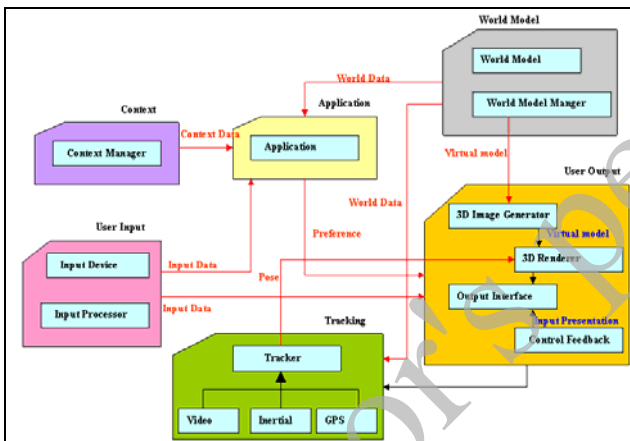 World Model
World Model
World Model Manger
World Data
Application
Application
Context
Context Manager
Context Data
Virtual model
User Output
3D Image Generator
Virtual model
3D Renderer
Output Interface
Input Presentation
Control Feedback
World Data
Preference
User Input
Input Device
Input Processor
Input Data
Input Data
Pose
Tracking
Tracker
Video
Inertial
GPS